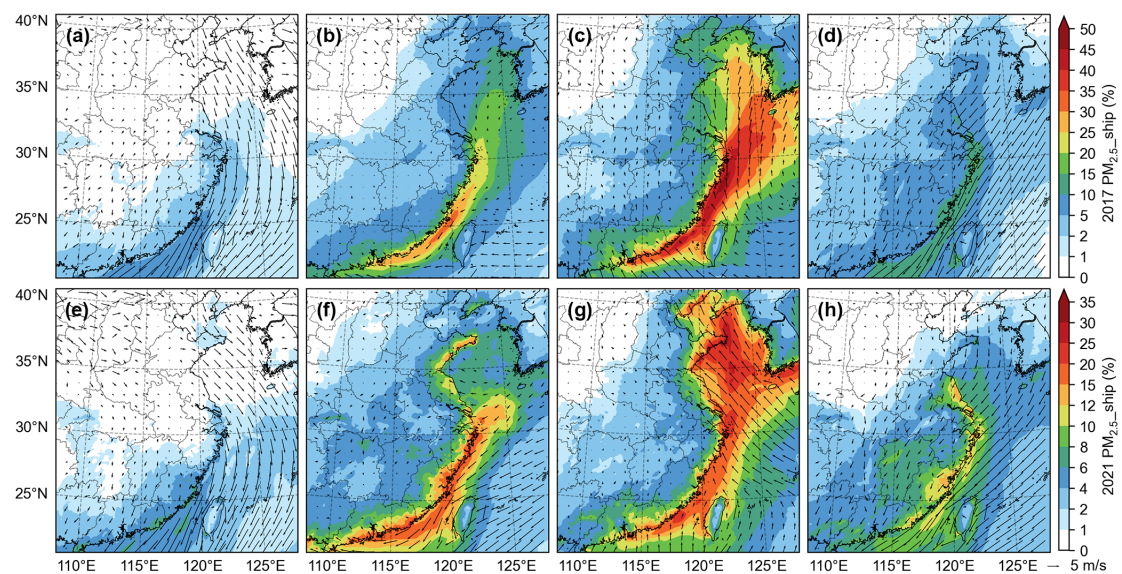 40°N
(a)
(b)
(c)
(d)
50
45
40
35
30
25
20
15
10
5
2
1
0
2017 PM2.5_ship (%)
35°N
30°N
25°N
40°N
(e)
(f)
(g)
(h)
35
30
25
20
15
12
10
8
6
4
2
1
0
2021 PM2.5_ship (%)
35°N
30°N
25°N
110°E
115°E
120°E
125°E
110°E
115°E
120°E
125°E
110°E
115°E
120°E
125°E
110°E
115°E
120°E
125°E
5 m/s